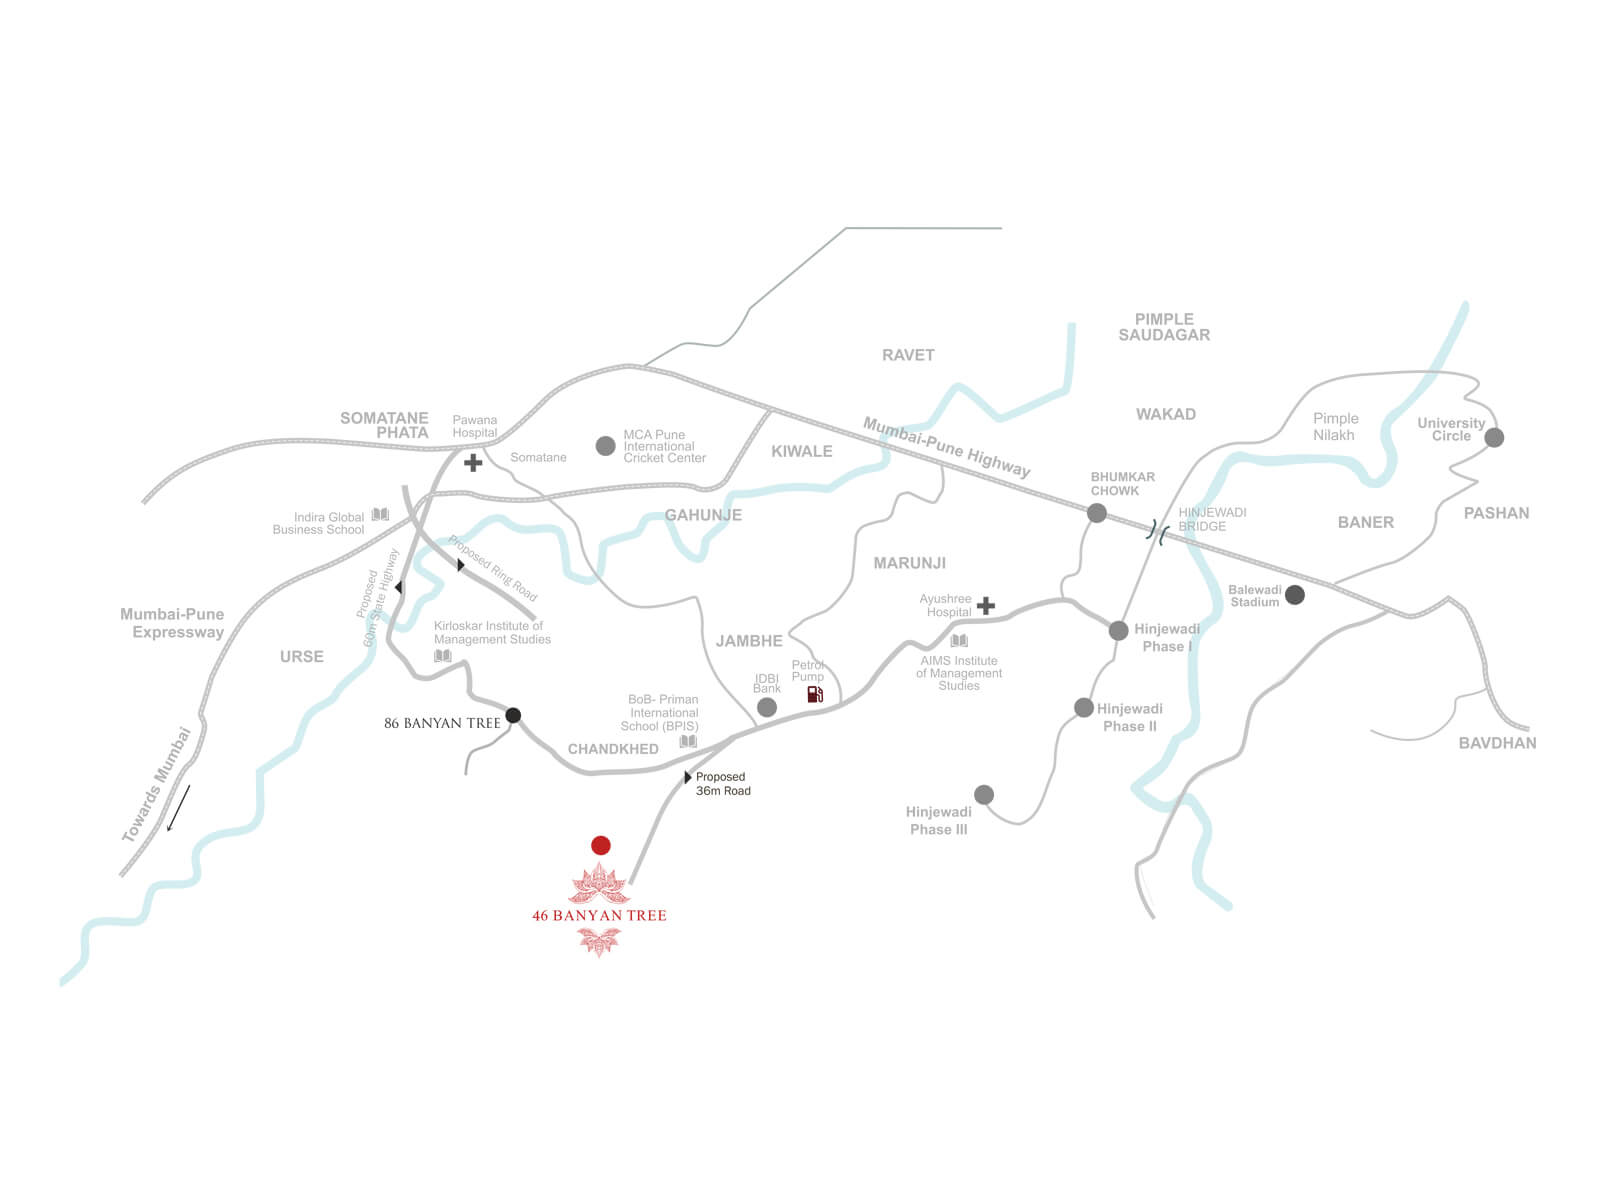 PIMPLE
SAUDAGAR
RAVET
SOMATANE
PHATA
Pawana
Hospital
MCA Pune
International
Cricket Center
Somatane
KIWALE
Mumbai-Pune Highway
WAKAD
Pimple
Nilakh
University
Circle
BHUMKAR
CHOWK
HINJEWADI
BRIDGE
BANER
PASHAN
Indira Global
Business School
GAHUNJE
Proposed Ring Road
Proposed
60m State Highway
MARUNJI
Ayushree
Hospital
Balewadi
Stadium
Mumbai-Pune
Expressway
URSE
Kirloskar Institute of
Management Studies
JAMBHE
Petrol
Pump
IDBI
Bank
AIMS Institute
of Management
Studies
Hinjewadi
Phase I
BoB- Priman
International
School (BPIS)
86 BANYAN TREE
CHANDKHED
Hinjewadi
Phase II
BAVDHAN
Towards Mumbai
Proposed
36m Road
Hinjewadi
Phase III
46 BANYAN TREE